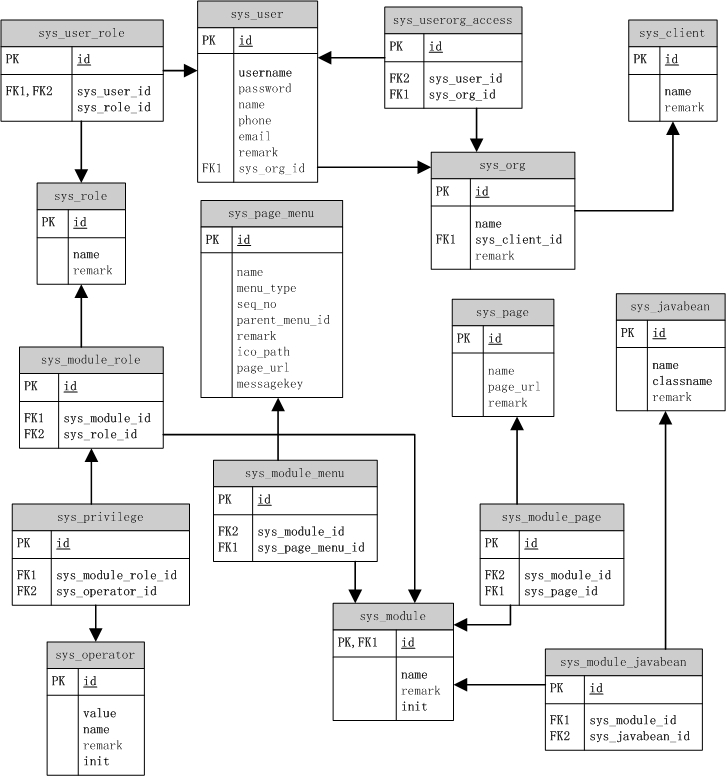 sys_user_role
PK id
FK1,FK2 sys_user_id
sys_role_id
sys_user
PK id
username
password
name
phone
email
remark
FK1 sys_org_id
sys_userorg_access
PK id
FK2 sys_user_id
FK1 sys_org_id
sys_client
PK id
name
remark
sys_role
PK id
name
remark
sys_page_menu
PK id
name
menu_type
seq_no
parent_menu_id
remark
ico_path
page_url
messagekey
sys_org
PK id
name
FK1 sys_client_id
remark
sys_module_role
PK id
FK1 sys_module_id
FK2 sys_role_id
sys_page
PK id
name
page_url
remark
sys_javabean
PK id
name
classname
remark
sys_privilege
PK id
FK1 sys_module_role_id
FK2 sys_operator_id
sys_module_menu
PK id
FK2 sys_module_id
FK1 sys_page_menu_id
sys_module_page
PK id
FK2 sys_module_id
FK1 sys_page_id
sys_operator
PK id
value
name
remark
init
sys_module
PK,FK1 id
name
remark
init
sys_module_javabean
PK id
FK1 sys_module_id
FK2 sys_javabean_id